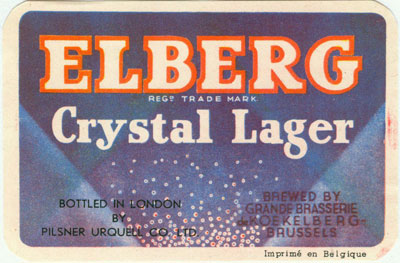 ELBERG
REGD TRADE MARK
Crystal Lager
BOTTLED IN LONDON
BY
PILSNER URQUELL CO. LTD.
BREWED BY
GRANDE BRASSERIE
de KOEKELBERG-
BRUSSELS
Imprimé en Belgique